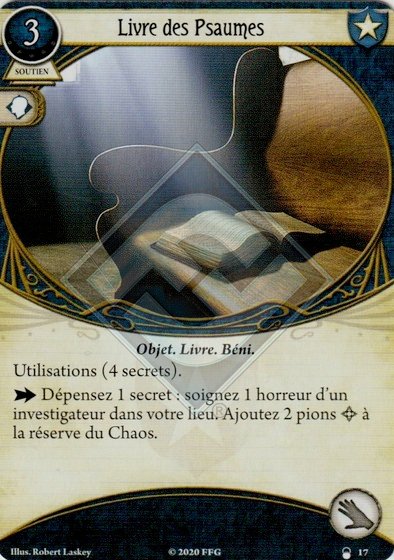 3
Livre des Psaumes
SOUTIEN
Objet. Livre. Béni.
Utilisations (4 secrets).
Dépensez 1 secret : soignez 1 horreur d'un
investigateur dans votre lieu. Ajoutez 2 pions à
la réserve du Chaos.
Illus. Robert Laskey
© 2020 FFG
17